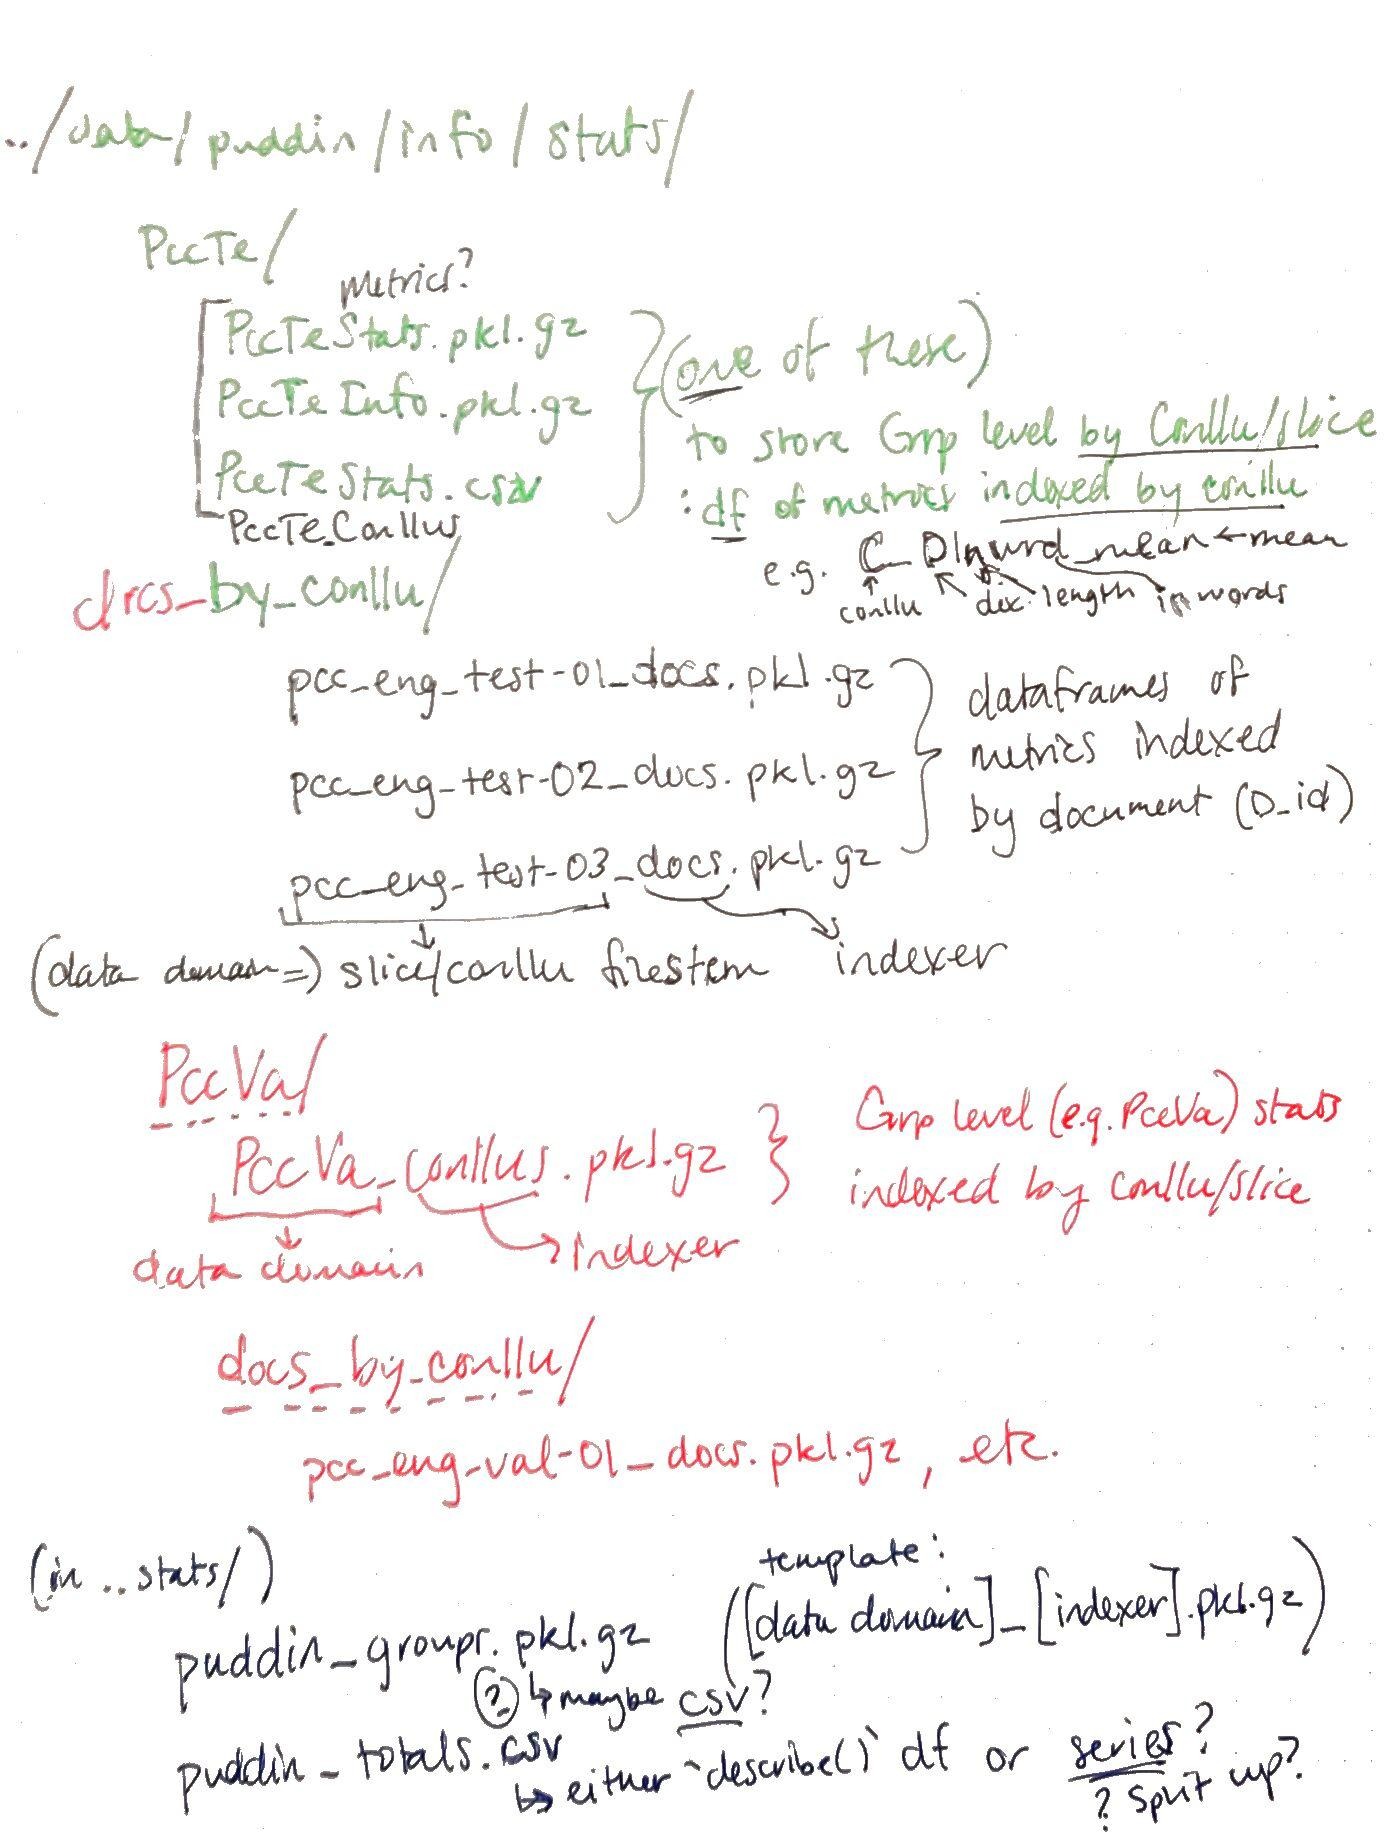 ../data/puddin/info/stats/
PccTe/
Metrics?
PccTeStats.pkl.gz
PccTeInfo.pkl.gz
PccTeStats.csv
PccTe_Conllus
(one of these)
to store Grp level by Conllu/slice
: df of metrics indexed by conllu
e.g. C_Dlnwrd_mean ← mean
conllu doc. length in words
docs_by_conllu/
pcc_eng_test-01_docs.pkl.gz
pcc_eng_test-02_docs.pkl.gz
pcc_eng_test-03_docs.pkl.gz
dataframes of
metrics indexed
by document (D_id)
(data domain =) slice/conllu filestem indexer
PccVa/
PccVa_conllus.pkl.gz
data domain
indexer
Grp level (e.g. PccVa) stats
indexed by conllu/slice
docs_by_conllu/
pcc_eng_val-01_docs.pkl.gz, etc.
(in ..stats/)
template:
([data domain]_[indexer].pkl.gz)
puddin_groups.pkl.gz
? ↳ maybe csv?
puddin_totals.csv
↳ either `describe()` df or series?
? Split up?